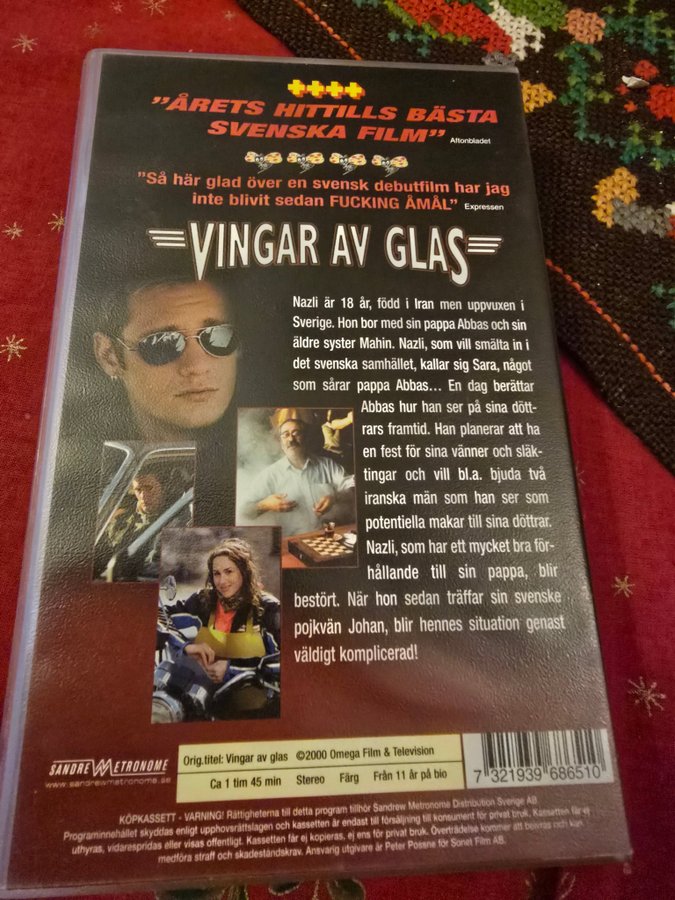 "ÅRETS HITTILLS BÄSTA
SVENSKA FILM" Aftonbladet
"Så här glad över en svensk debutfilm har jag
inte blivit sedan FUCKING ÅMÅL" Expressen
VINGAR AV GLAS
Nazli är 18 år, född i Iran men uppvuxen i
Sverige. Hon bor med sin pappa Abbas och sin
äldre syster Mahin. Nazli, som vill smälta in i
det svenska samhället, kallar sig Sara, något
som sårar pappa Abbas... En dag berättar
Abbas hur han ser på sina dött-
rars framtid. Han planerar att ha
en fest för sina vänner och släk-
tingar och vill bl.a. bjuda två
iranska män som han ser som
potentiella makar till sina döttrar.
Nazli, som har ett mycket bra för-
hållande till sin pappa, blir
bestört. När hon sedan träffar sin svenske
pojkvän Johan, blir hennes situation genast
väldigt komplicerad!
SANDREW METRONOME
www.sandrewmetronome.se
Orig.titel: Vingar av glas ©2000 Omega Film & Television
Ca 1 tim 45 min Stereo Färg Från 11 år på bio
7 321939 686510
KÖPKASSETT - VARNING! Rättigheterna till detta program tillhör Sandrew Metronome Distribution Sverige AB
Programinnehållet skyddas enligt upphovsrättslagen och kassetten är endast till försäljning till konsument för privat bruk. Kassetten får ej
uthyras, vidarespridas eller visas offentligt. Kassetten får ej kopieras, ej ens för privat bruk. Överträdelse kommer att beivras och kan
medföra straff och skadeståndskrav. Ansvarig utgivare är Peter Possne för Sonet Film AB.